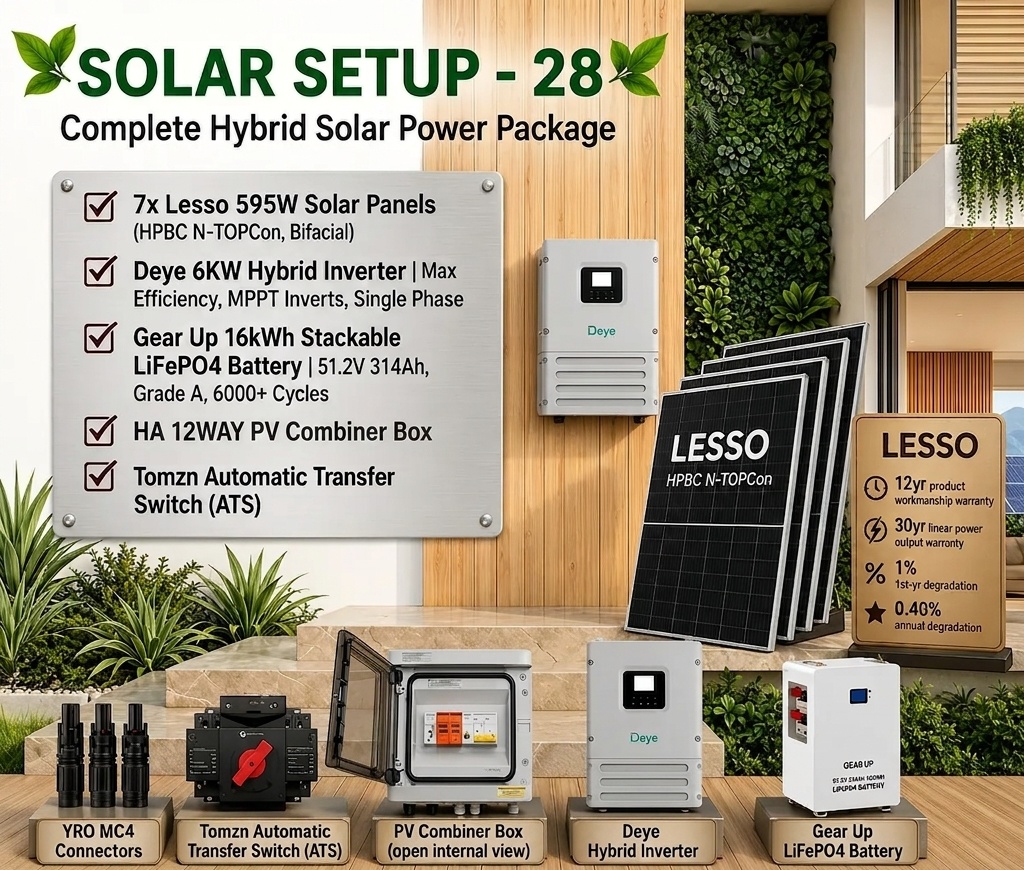 SOLAR SETUP - 28
Complete Hybrid Solar Power Package
7x Lesso 595W Solar Panels
(HPBC N-TOPCon, Bifacial)
Deye 6KW Hybrid Inverter | Max
Efficiency, MPPT Inverts, Single Phase
Gear Up 16kWh Stackable
LiFePO4 Battery | 51.2V 314Ah,
Grade A, 6000+ Cycles
HA 12WAY PV Combiner Box
Tomzn Automatic Transfer
Switch (ATS)
Deye
LESSO
HPBC N-TOPCon
LESSO
12yr product
workmanship warranty
30yr linear power
output warronty
1%
1st-yr degradation
0.40%
annual degradation
Deye
GEAB UP
YRO MC4
Connectors
Tomzn Automatic
Transfer Switch (ATS)
PV Combiner Box
(open internal view)
Deye
Hybrid Inverter
Gear Up
LiFePO4 Battery